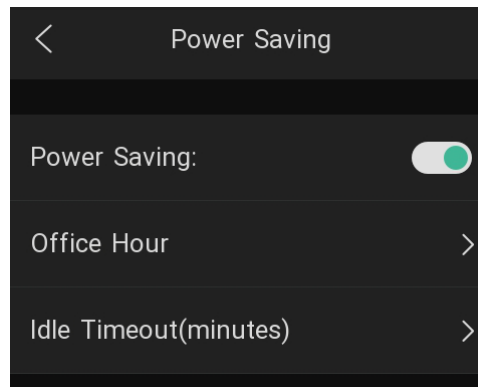 Power Saving
Power Saving:
Office Hour
Idle Timeout(minutes)